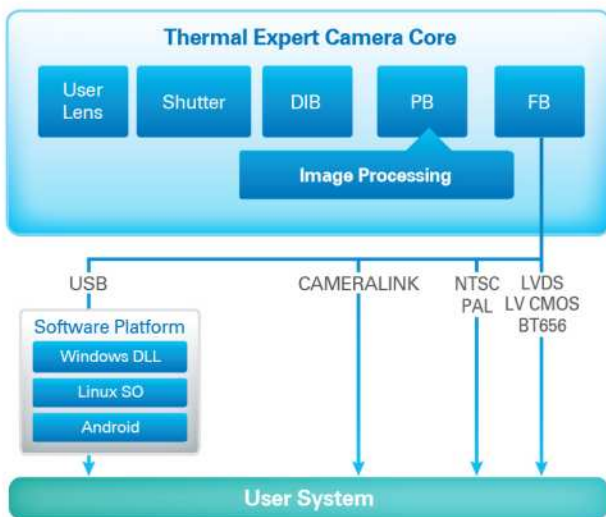 Thermal Expert Camera Core
User
Lens
Shutter
DIB
PB
FB
Image Processing
USB
CAMERALINK
NTSC
PAL
LVDS
LV CMOS
BT656
Software Platform
Windows DLL
Linux SO
Android
User System